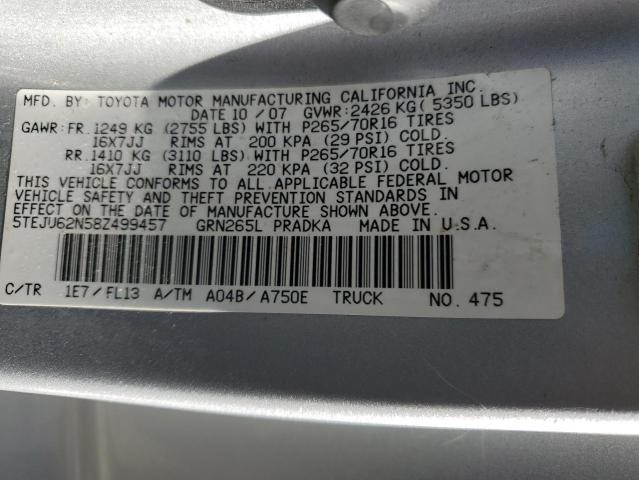 MFD. BY: TOYOTA MOTOR MANUFACTURING CALIFORNIA INC.
DATE 10 /07 GVWR:2426 KG( 5350 LBS)
GAWR:FR.1249 KG (2755 LBS) WITH P265/70R16 TIRES
16X7JJ RIMS AT 200 KPA (29 PSI) COLD.
RR.1410 KG (3110 LBS) WITH P265/70R16 TIRES
16X7JJ RIMS AT 220 KPA (32 PSI) COLD.
THIS VEHICLE CONFORMS TO ALL APPLICABLE FEDERAL MOTOR
VEHICLE SAFETY AND THEFT PREVENTION STANDARDS IN
EFFECT ON THE DATE OF MANUFACTURE SHOWN ABOVE.
5TEJU62N58Z499457 GRN265L PRADKA MADE IN U.S.A.
C/TR 1E7/FL13 A/TM A04B/A750E TRUCK NO. 475